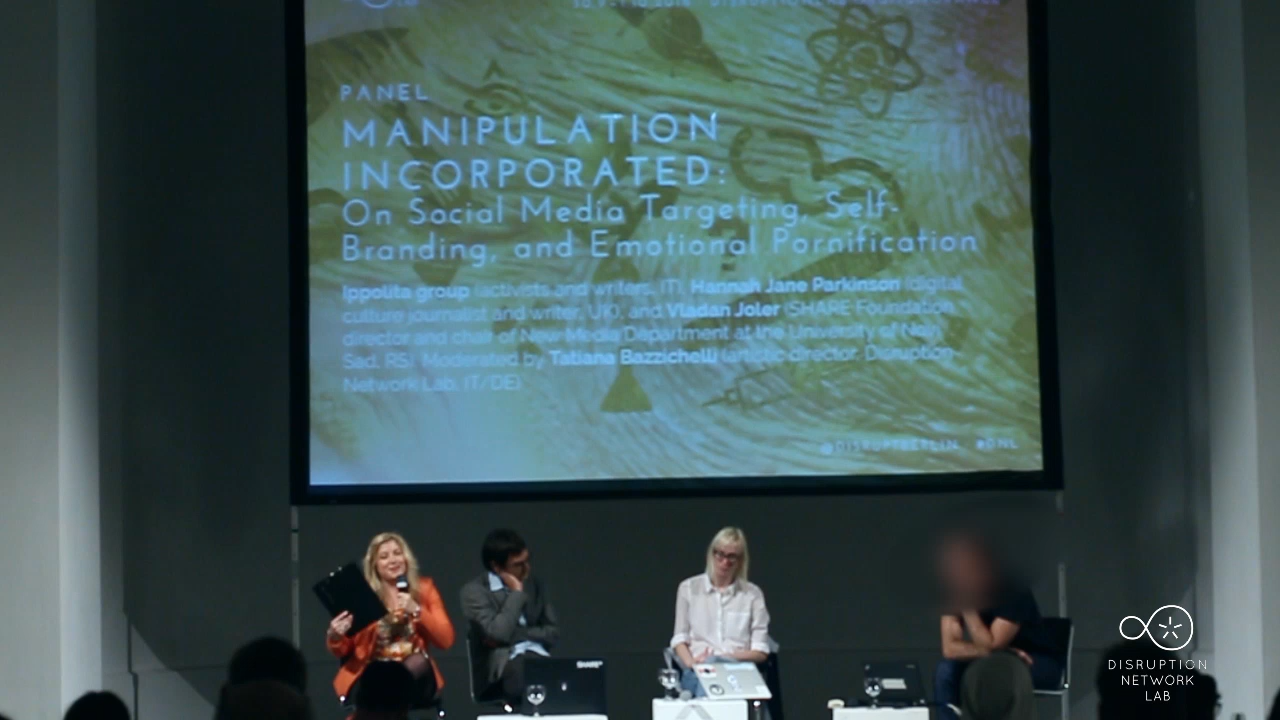 PANEL
MANIPULATION
INCORPORATED:
On Social Media Targeting, Self-
Branding, and Emotional Pornification
Ippolita group (activists and writers, IT), Hannah Jane Parkinson (digital
culture journalist and writer, UK), and Vladan Joler (SHARE Foundation
director and chair of New Media Department at the University of Novi
Sad, RS). Moderated by Tatiana Bazzichelli (artistic director, Disruption
Network Lab, IT/DE)
@DISRUPTBERLIN #DNL
SHARE
DISRUPTION
NETWORK
LAB